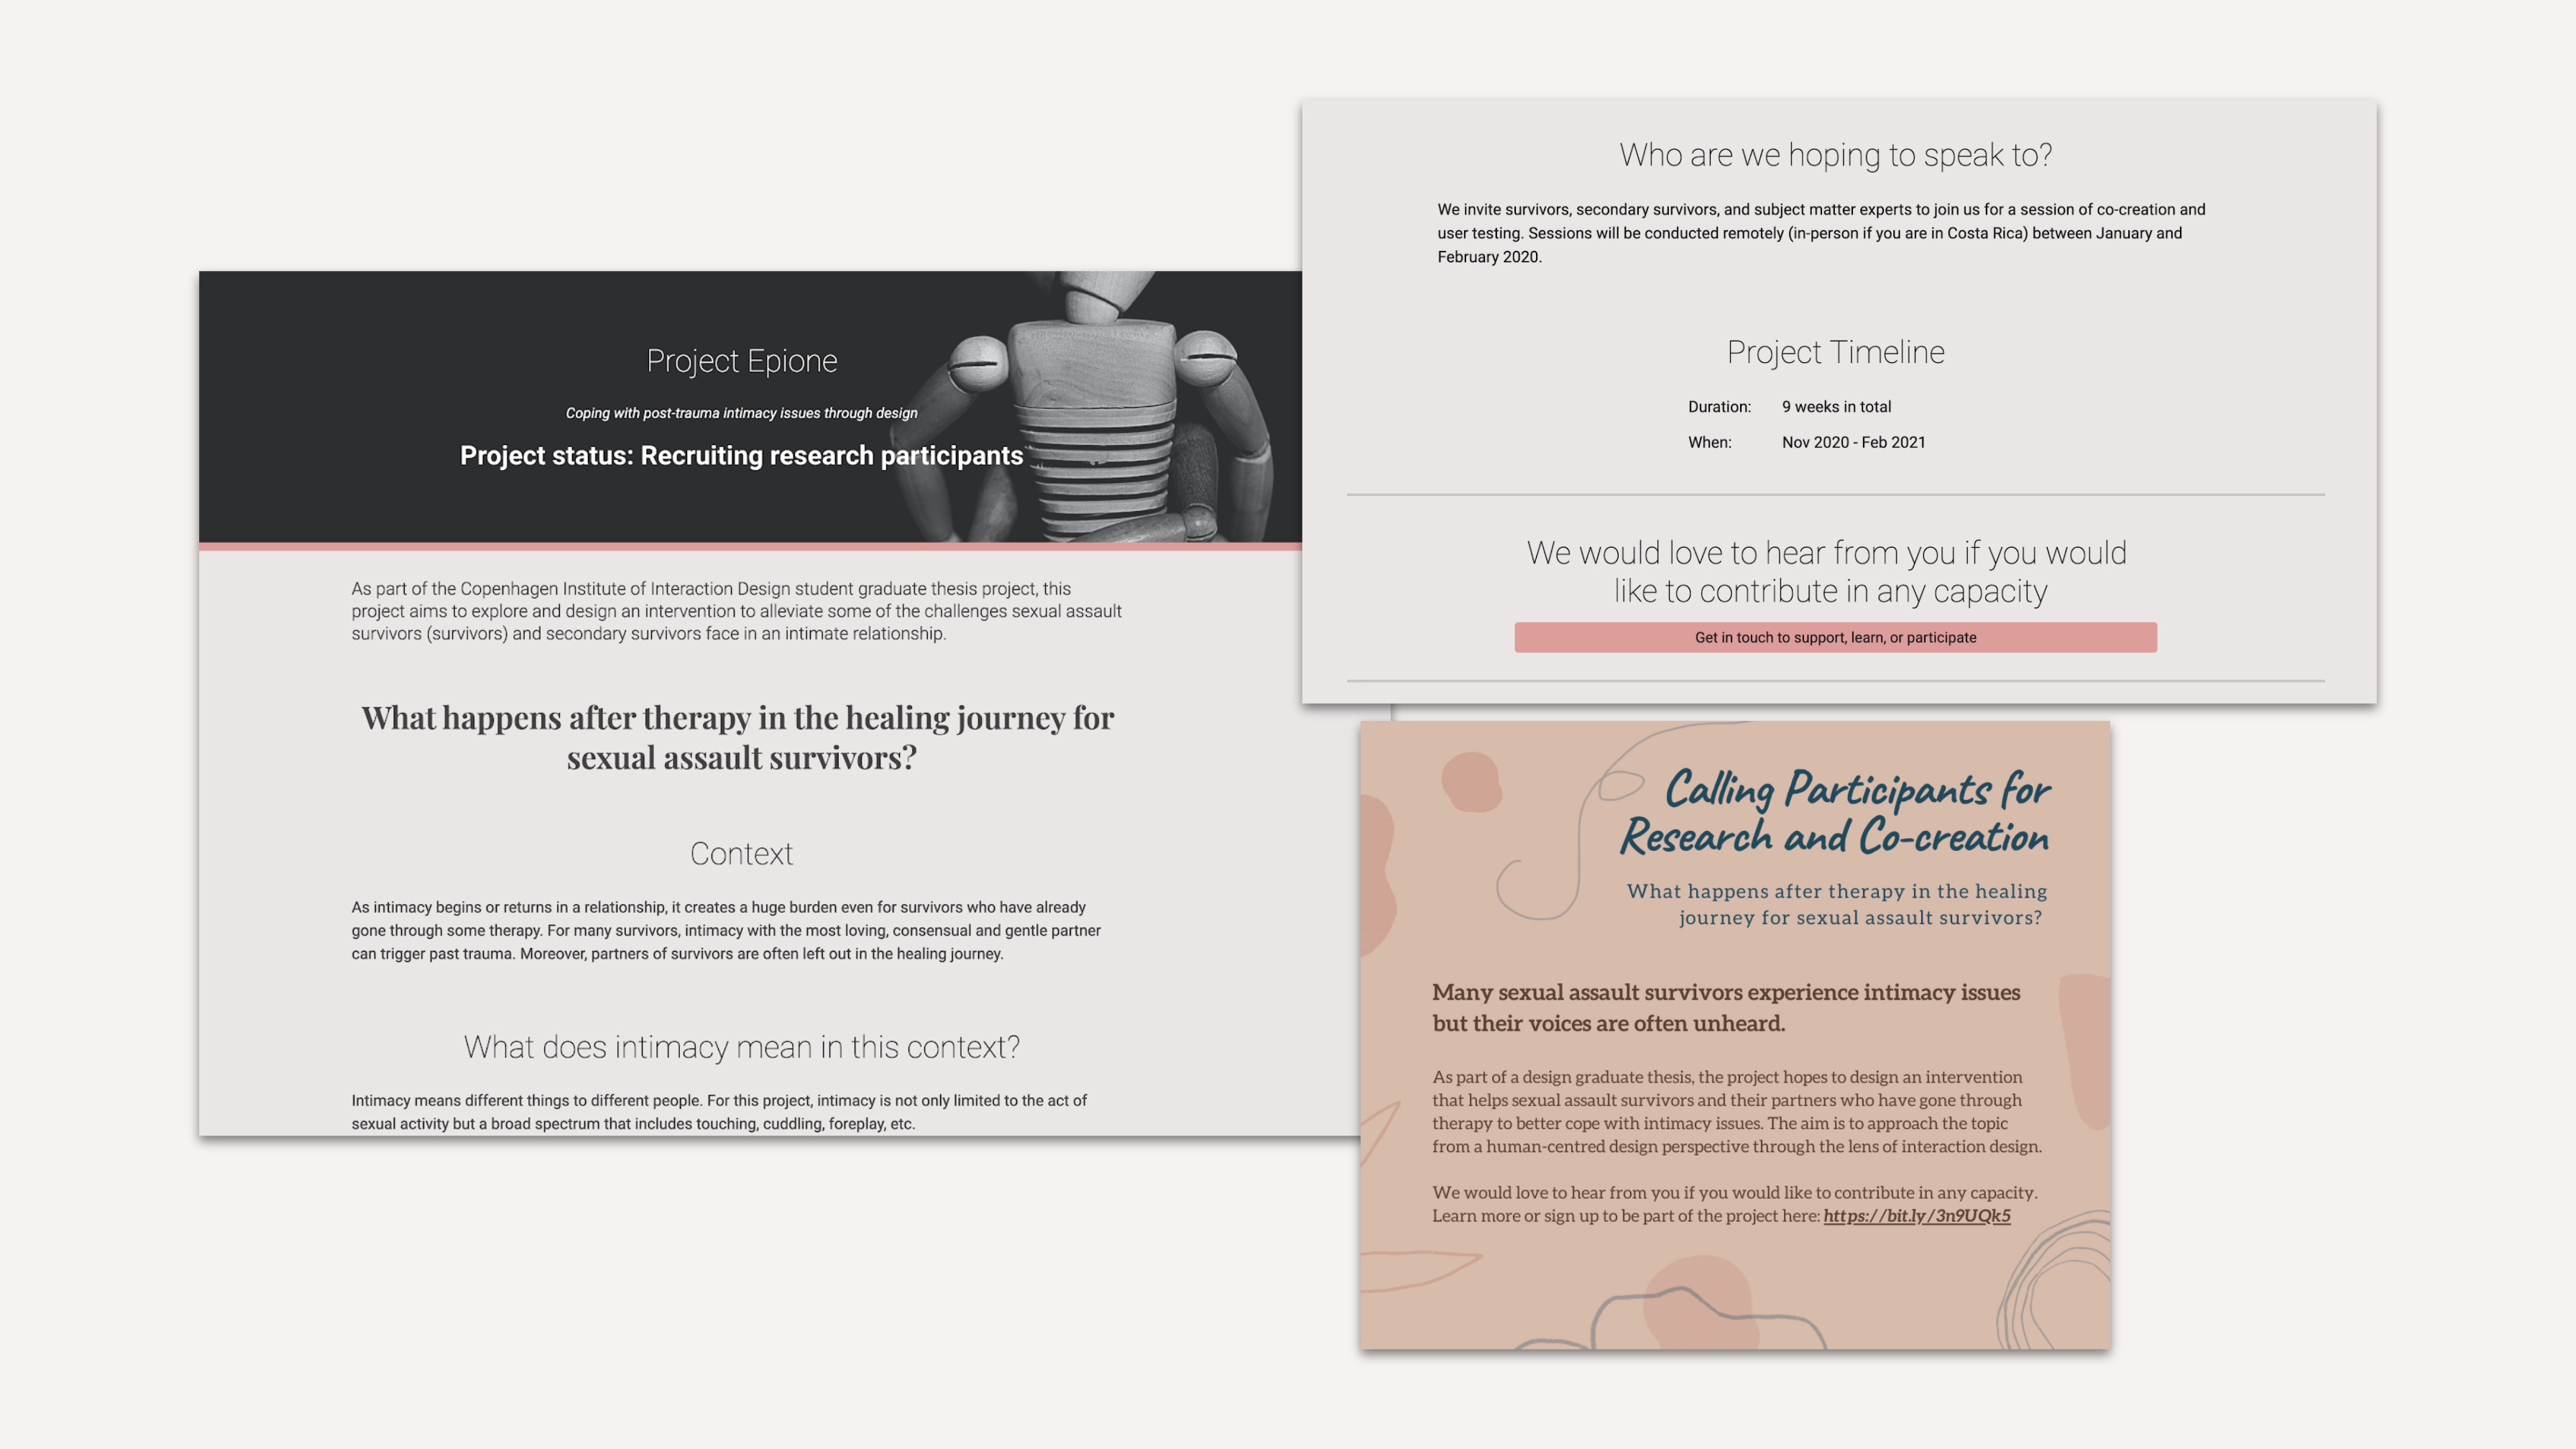 Project Epione
Coping with post-trauma intimacy issues through design
Project status: Recruiting research participants
As part of the Copenhagen Institute of Interaction Design student graduate thesis project, this
project aims to explore and design an intervention to alleviate some of the challenges sexual assault
survivors (survivors) and secondary survivors face in an intimate relationship.
What happens after therapy in the healing journey for
sexual assault survivors?
Context
As intimacy begins or returns in a relationship, it creates a huge burden even for survivors who have already
gone through some therapy. For many survivors, intimacy with the most loving, consensual and gentle partner
can trigger past trauma. Moreover, partners of survivors are often left out in the healing journey.
What does intimacy mean in this context?
Intimacy means different things to different people. For this project, intimacy is not only limited to the act of
sexual activity but a broad spectrum that includes touching, cuddling, foreplay, etc.
Who are we hoping to speak to?
We invite survivors, secondary survivors, and subject matter experts to join us for a session of co-creation and
user testing. Sessions will be conducted remotely (in-person if you are in Costa Rica) between January and
February 2020.
Project Timeline
Duration: 9 weeks in total
When: Nov 2020 - Feb 2021
We would love to hear from you if you would
like to contribute in any capacity
Get in touch to support, learn, or participate
Calling Participants for
Research and Co-creation
What happens after therapy in the healing
journey for sexual assault survivors?
Many sexual assault survivors experience intimacy issues
but their voices are often unheard.
As part of a design graduate thesis, the project hopes to design an intervention
that helps sexual assault survivors and their partners who have gone through
therapy to better cope with intimacy issues. The aim is to approach the topic
from a human-centred design perspective through the lens of interaction design.
We would love to hear from you if you would like to contribute in any capacity.
Learn more or sign up to be part of the project here: https://bit.ly/3n9UQk5